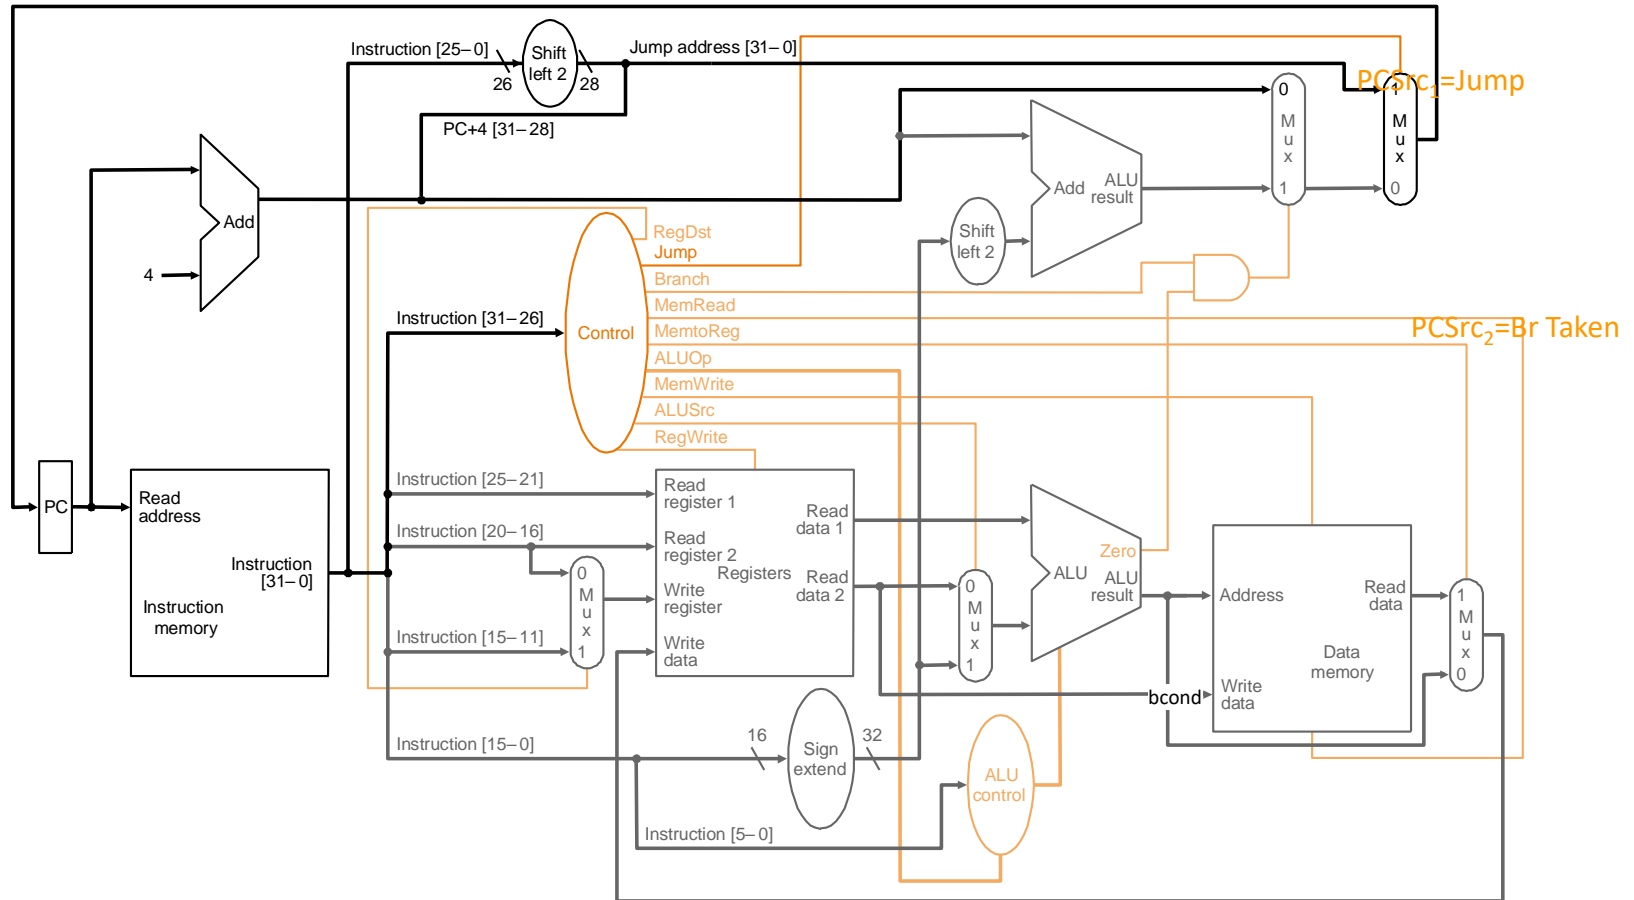 Instruction [25–0]
26
Shift
left 2
28
Jump address [31–0]
PC+4 [31–28]
PCSrc1=Jump
0
M
u
x
1
1
M
u
x
0
Add
ALU
result
Add
4
Shift
left 2
RegDst
Jump
Branch
MemRead
MemtoReg
ALUOp
MemWrite
ALUSrc
RegWrite
Control
Instruction [31–26]
PCSrc2=Br Taken
PC
Read
address
Instruction
[31–0]
Instruction
memory
Instruction [25–21]
Instruction [20–16]
Instruction [15–11]
0
M
u
x
1
Read
register 1
Read
register 2
Write
register
Write
data
Registers
Read
data 1
Read
data 2
0
M
u
x
1
Zero
ALU
ALU
result
Address
Read
data
Data
memory
Write
data
bcond
1
M
u
x
0
Instruction [15–0]
16
Sign
extend
32
ALU
control
Instruction [5–0]